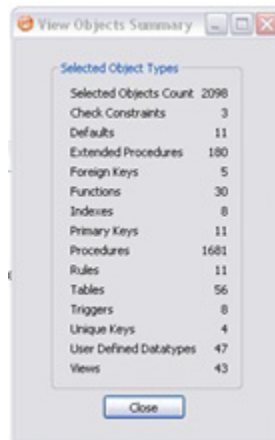 View Objects Summary
Selected Object Types
Selected Objects Count 2098
Check Constraints 3
Defaults 11
Extended Procedures 180
Foreign Keys 5
Functions 30
Indexes 8
Primary Keys 11
Procedures 1681
Rules 11
Tables 56
Triggers 8
Unique Keys 4
User Defined Datatypes 47
Views 43
Close